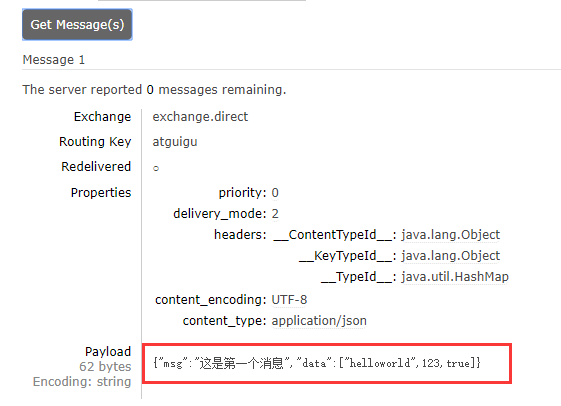 Get Message(s)
Message 1
The server reported 0 messages remaining.
Exchange exchange.direct
Routing Key atguigu
Redelivered ○
Properties priority: 0
delivery_mode: 2
headers: __ContentTypeId__: java.lang.Object
__KeyTypeId__: java.lang.Object
__TypeId__: java.util.HashMap
content_encoding: UTF-8
content_type: application/json
Payload
62 bytes
Encoding: string
{"msg":"这是第一个消息","data":["helloworld",123,true]}